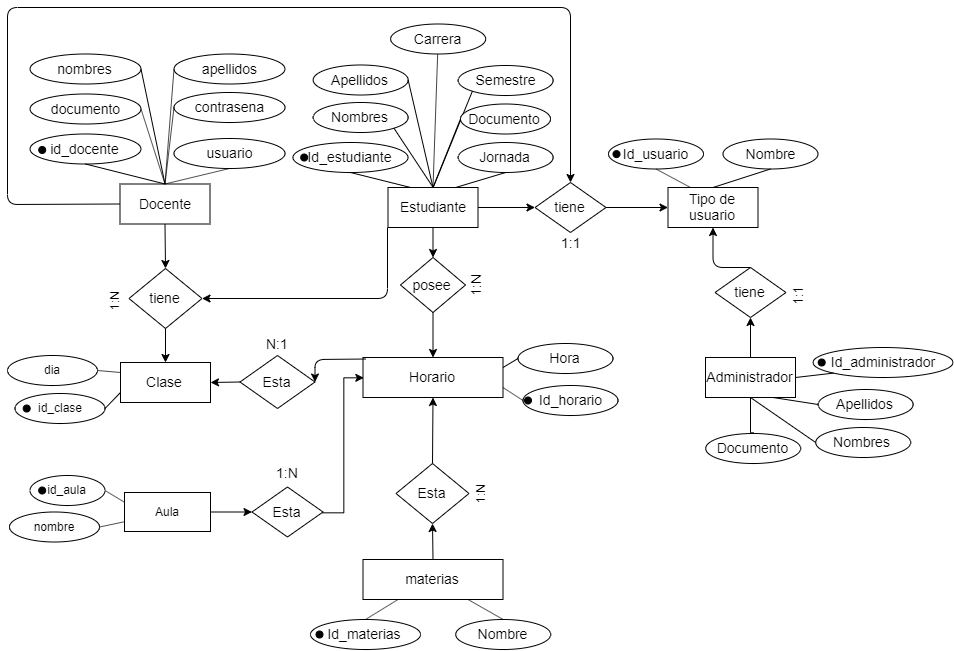 Carrera
nombres
apellidos
Apellidos
Semestre
documento
contrasena
Nombres
Documento
id_docente
usuario
Id_estudiante
Jornada
Id_usuario
Nombre
Docente
Estudiante
tiene
1:1
Tipo de
usuario
tiene
1:N
posee
1:N
tiene
1:1
N:1
dia
Clase
Esta
Horario
Hora
id_clase
Id_horario
Administrador
Id_administrador
Apellidos
Documento
Nombres
1:N
id_aula
Aula
nombre
Esta
Esta
1:N
materias
Id_materias
Nombre